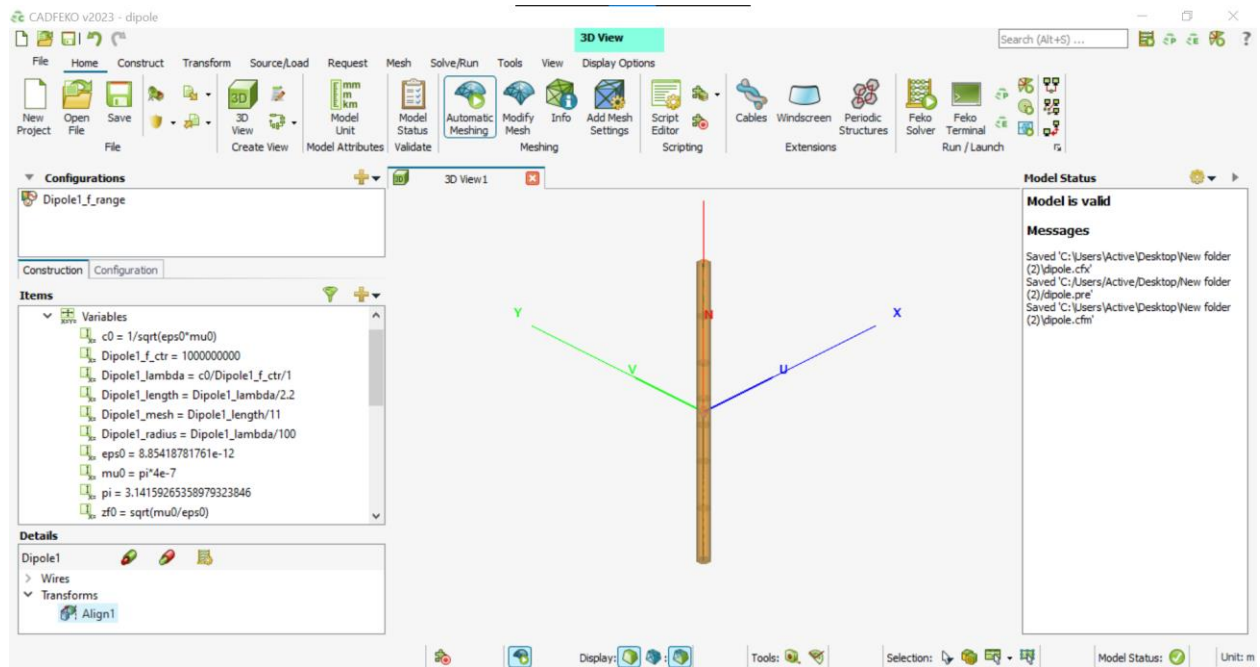 CADFEKO v2023 - dipole
3D View
Search (Alt+S) ...
File Home Construct Transform Source/Load Request Mesh Solve/Run Tools View Display Options
New Project
Open File
Save
3D View
Model Unit
Model Status
Automatic Meshing
Modify Mesh
Info
Add Mesh Settings
Script Editor
Cables
Windscreen
Periodic Structures
Feko Solver
Feko Terminal
mm
m
km
File
Create View
Model Attributes
Validate
Meshing
Scripting
Extensions
Run / Launch
Configurations
Dipole1_f_range
Construction Configuration
Items
Variables
c0 = 1/sqrt(eps0*mu0)
Dipole1_f_ctr = 1000000000
Dipole1_lambda = c0/Dipole1_f_ctr/1
Dipole1_length = Dipole1_lambda/2.2
Dipole1_mesh = Dipole1_length/11
Dipole1_radius = Dipole1_lambda/100
eps0 = 8.85418781761e-12
mu0 = pi*4e-7
pi = 3.14159265358979323846
zf0 = sqrt(mu0/eps0)
Details
Dipole1
Wires
Transforms
Align1
3D View1
Y
X
N
V
U
Model Status
Model is valid
Messages
Saved 'C:\Users\Active\Desktop\New folder
(2)\dipole.cfx'
Saved 'C:/Users/Active/Desktop/New folder
(2)/dipole.pre'
Saved 'C:\Users\Active\Desktop\New folder
(2)\dipole.cfm'
Display:
Tools:
Selection:
Model Status:
Unit: m